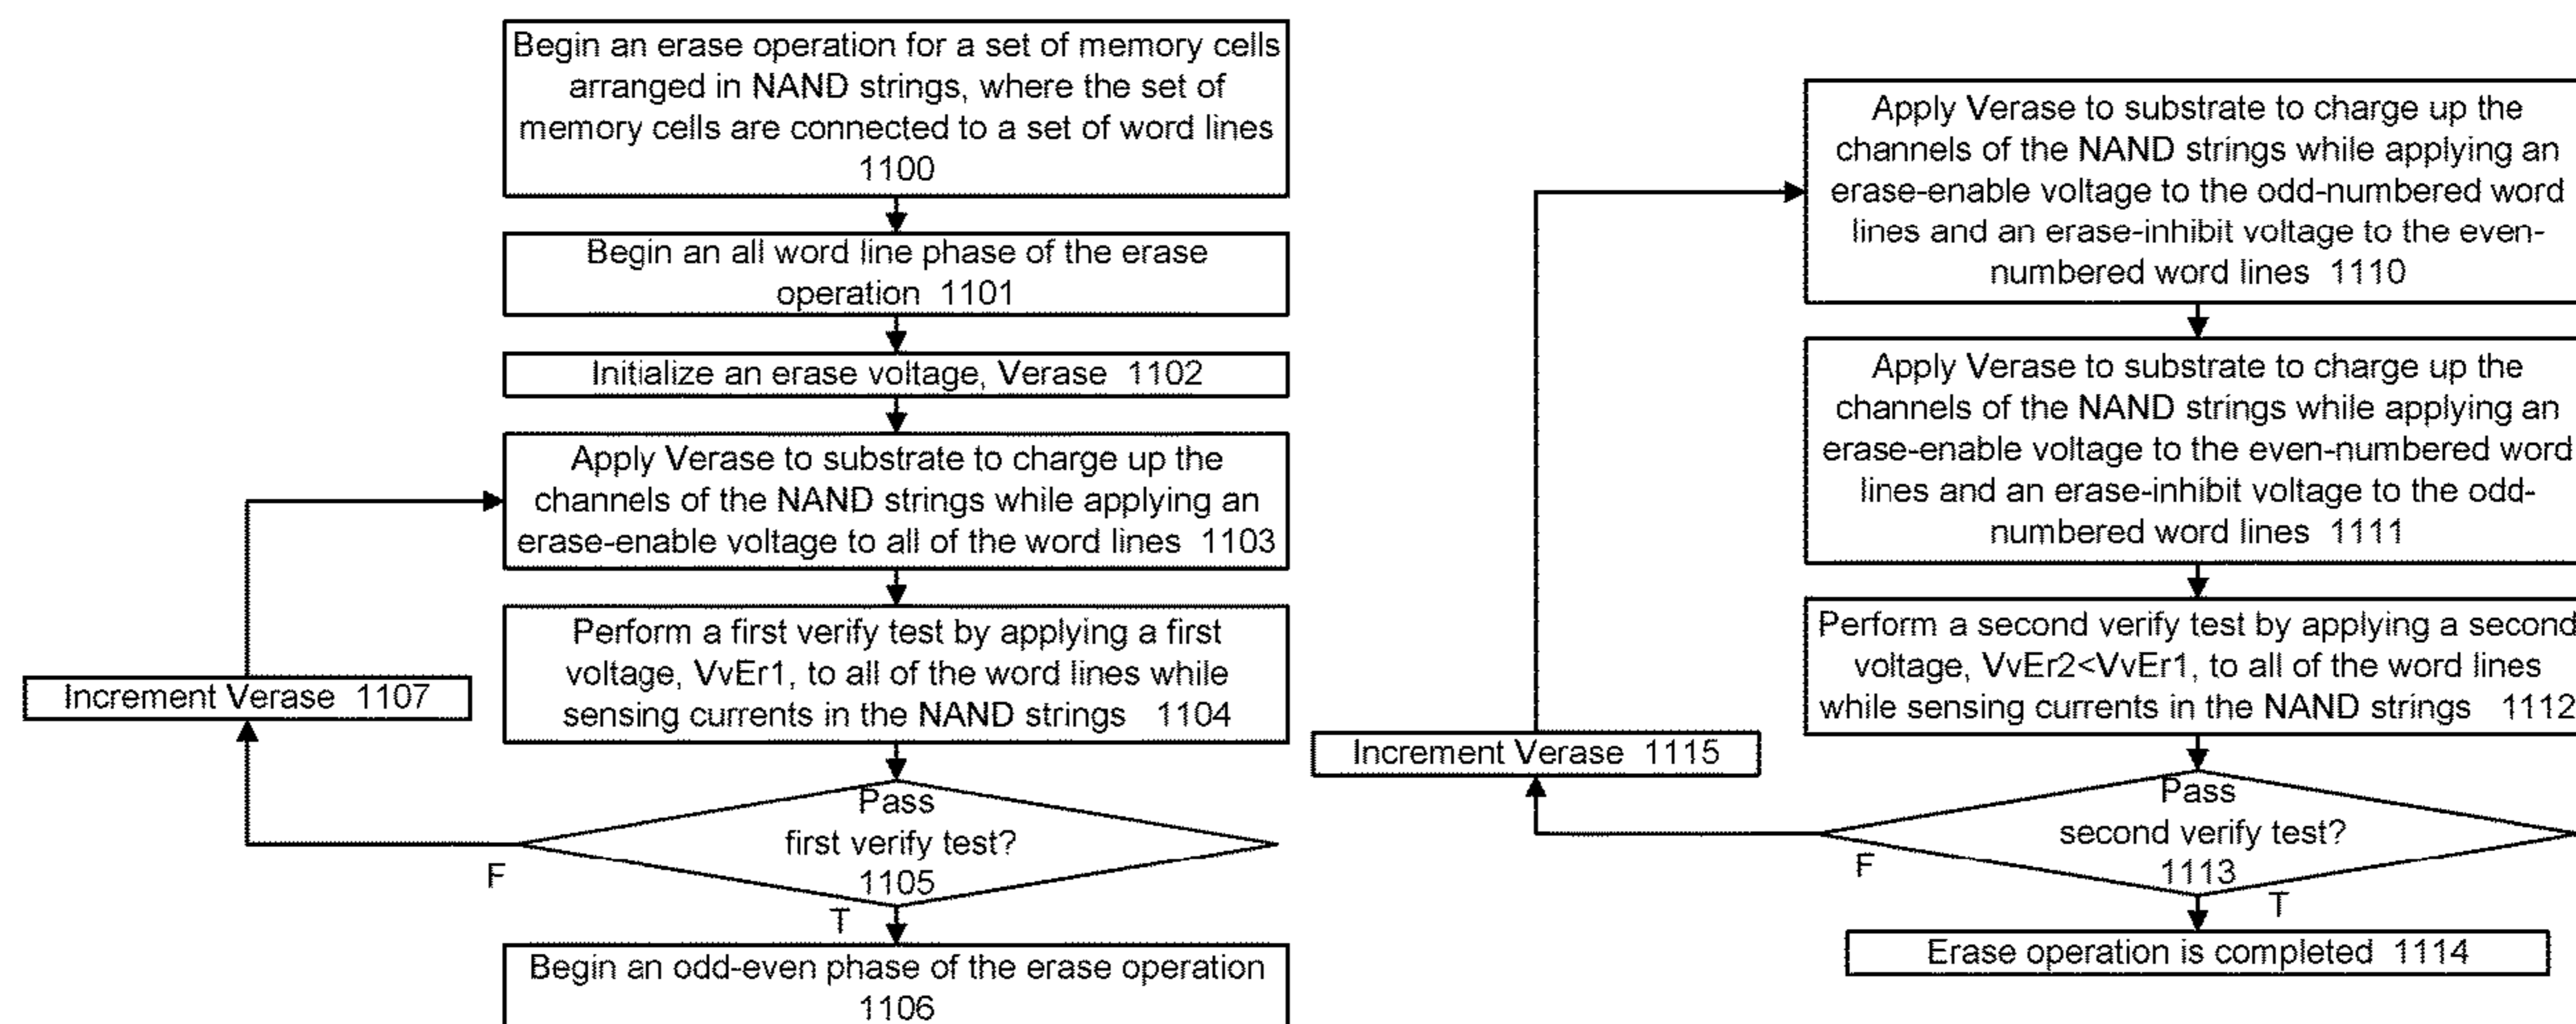 Begin an erase operation for a set of memory cells
arranged in NAND strings, where the set of
memory cells are connected to a set of word lines
1100
Begin an all word line phase of the erase
operation 1101
Initialize an erase voltage, Verase 1102
Apply Verase to substrate to charge up the
channels of the NAND strings while applying an
erase-enable voltage to all of the word lines 1103
Perform a first verify test by applying a first
voltage, VvEr1, to all of the word lines while
sensing currents in the NAND strings 1104
Increment Verase 1107
Pass
first verify test?
1105
F
T
Begin an odd-even phase of the erase operation
1106
Apply Verase to substrate to charge up the
channels of the NAND strings while applying an
erase-enable voltage to the odd-numbered word
lines and an erase-inhibit voltage to the even-
numbered word lines 1110
Apply Verase to substrate to charge up the
channels of the NAND strings while applying an
erase-enable voltage to the even-numbered word
lines and an erase-inhibit voltage to the odd-
numbered word lines 1111
Perform a second verify test by applying a second
voltage, VvEr2<VvEr1, to all of the word lines
while sensing currents in the NAND strings 1112
Increment Verase 1115
Pass
second verify test?
1113
F
T
Erase operation is completed 1114